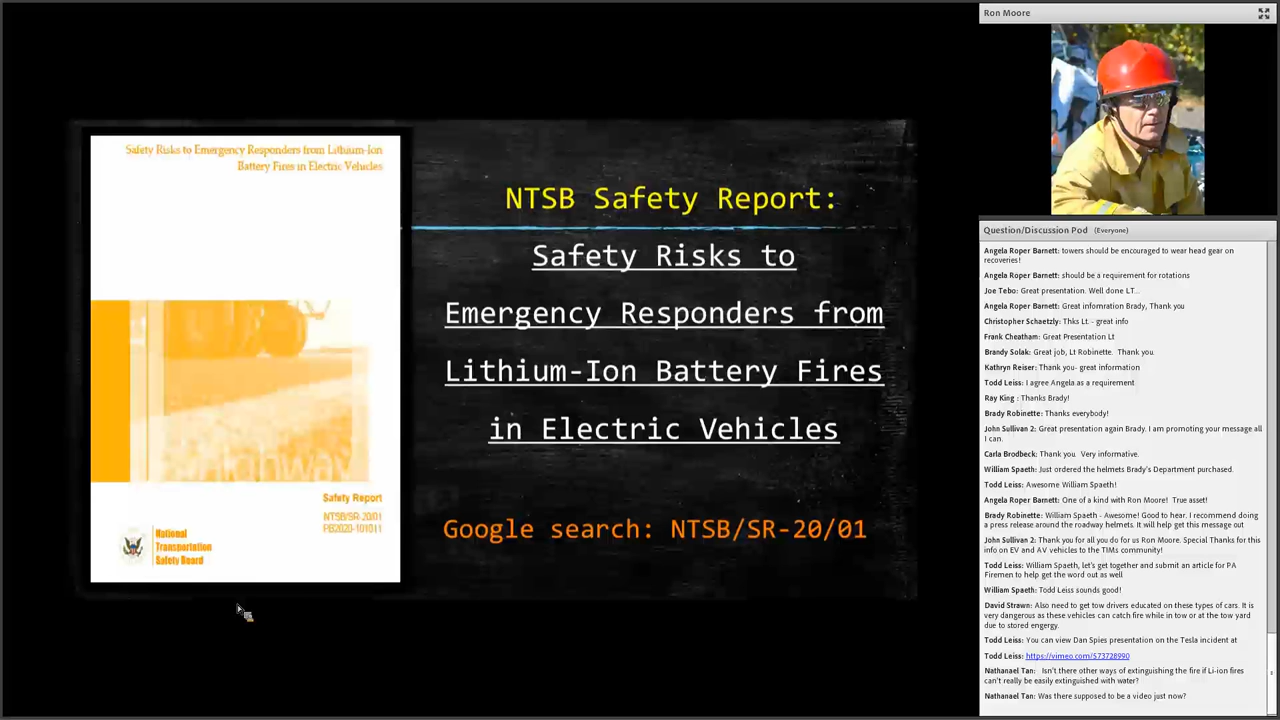 Safety Risks to Emergency Responders from Lithium-Ion
Battery Fires in Electric Vehicles
highway
Safety Report
NTSB/SR-20/01
PB2020-101011
National
Transportation
Safety Board
NTSB Safety Report:
Safety Risks to
Emergency Responders from
Lithium-Ion Battery Fires
in Electric Vehicles
Google search: NTSB/SR-20/01
Ron Moore
Question/Discussion Pod (Everyone)
Angela Roper Barnett: towers should be encouraged to wear head gear on
recoveries!
Angela Roper Barnett: should be a requirement for rotations
Joe Tebo: Great presentation. Well done LT...
Angela Roper Barnett: Great infomration Brady, Thank you
Christopher Schaetzly: Thks Lt. - great info
Frank Cheatham: Great Presentation Lt
Brandy Solak: Great job, Lt Robinette. Thank you.
Kathryn Reiser: Thank you- great information
Todd Leiss: I agree Angela as a requirement
Ray King : Thanks Brady!
Brady Robinette: Thanks everybody!
John Sullivan 2: Great presentation again Brady. I am promoting your message all
I can.
Carla Brodbeck: Thank you. Very informative.
William Spaeth: Just ordered the helmets Brady's Department purchased.
Todd Leiss: Awesome William Spaeth!
Angela Roper Barnett: One of a kind with Ron Moore! True asset!
Brady Robinette: William Spaeth - Awesome! Good to hear. I recommend doing
a press release around the roadway helmets. It will help get this message out
John Sullivan 2: Thank you for all you do for us Ron Moore. Special Thanks for this
info on EV and AV vehicles to the TIMs community!
Todd Leiss: William Spaeth, let's get together and submit an article for PA
Firemen to help get the word out as well
William Spaeth: Todd Leiss sounds good!
David Strawn: Also need to get tow drivers educated on these types of cars. It is
very dangerous as these vehicles can catch fire while in tow or at the tow yard
due to stored engergy.
Todd Leiss: You can view Dan Spies presentation on the Tesla incident at
Todd Leiss: https://vimeo.com/573728990
Nathanael Tan: Isn't there other ways of extinguishing the fire if Li-ion fires
can't really be easily extinguished with water?
Nathanael Tan: Was there supposed to be a video just now?